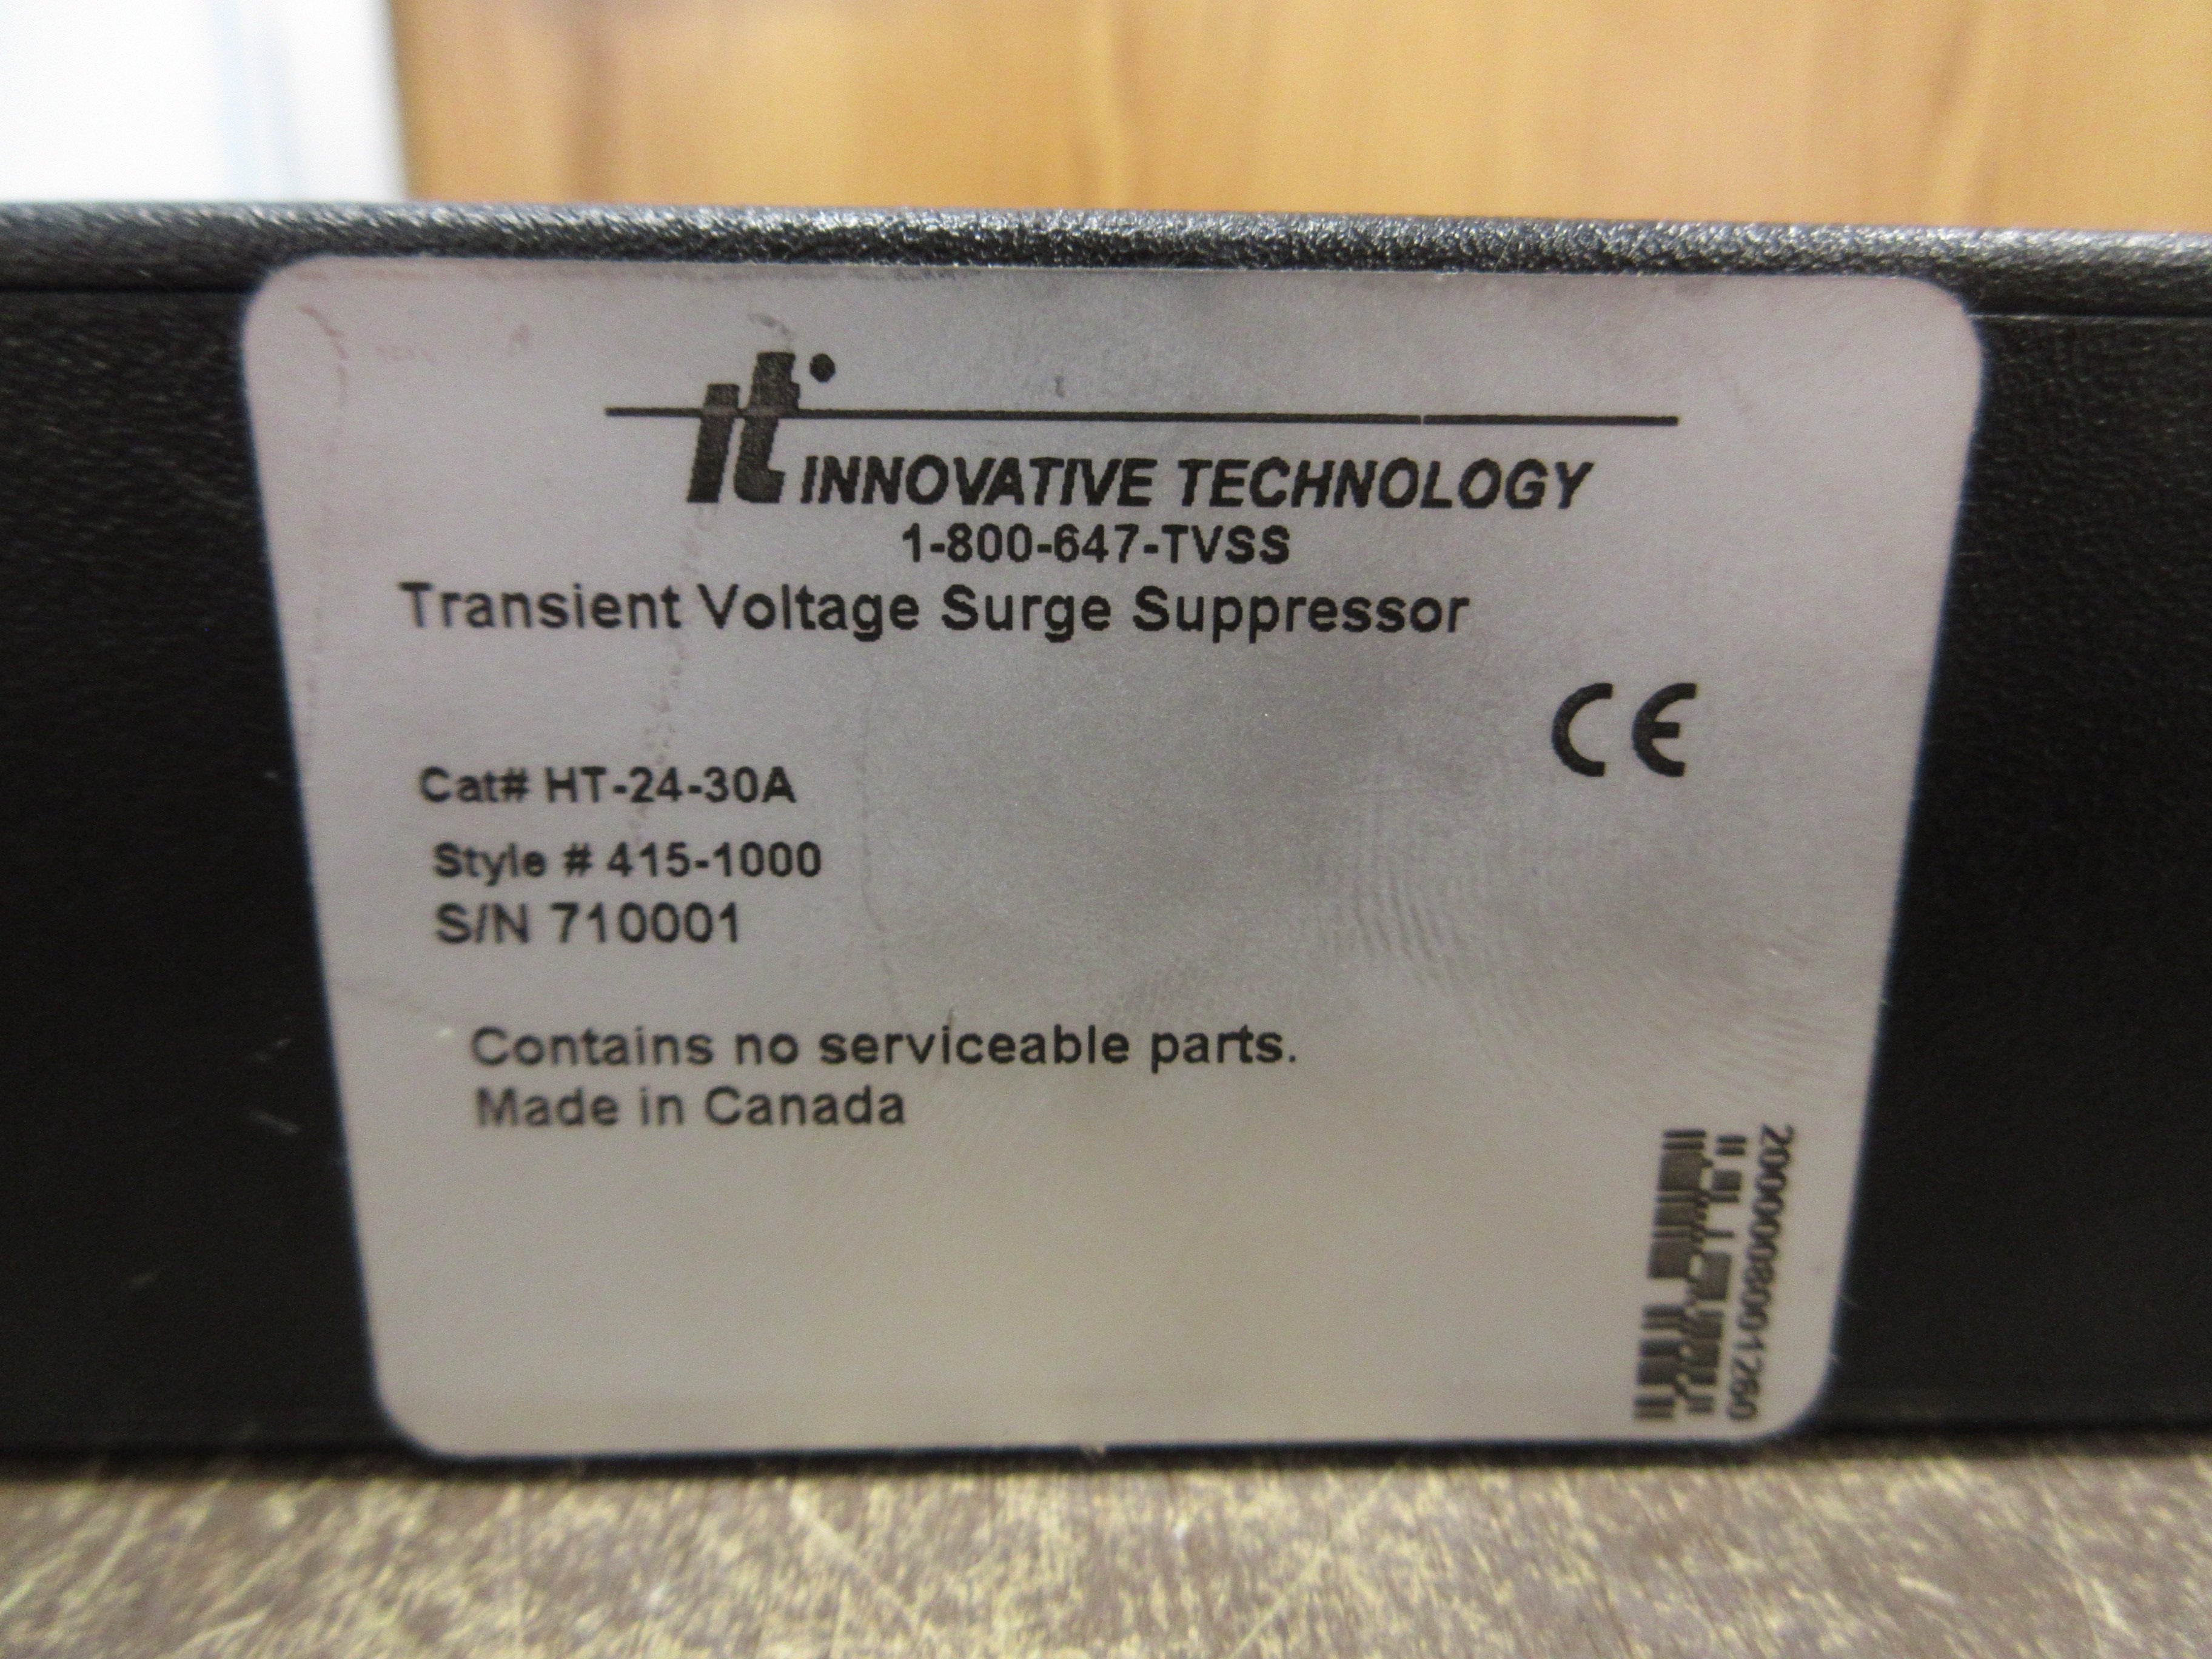 it
INNOVATIVE TECHNOLOGY
1-800-647-TVSS
Transient Voltage Surge Suppressor
CE
Cat# HT-24-30A
Style # 415-1000
S/N 710001
Contains no serviceable parts.
Made in Canada